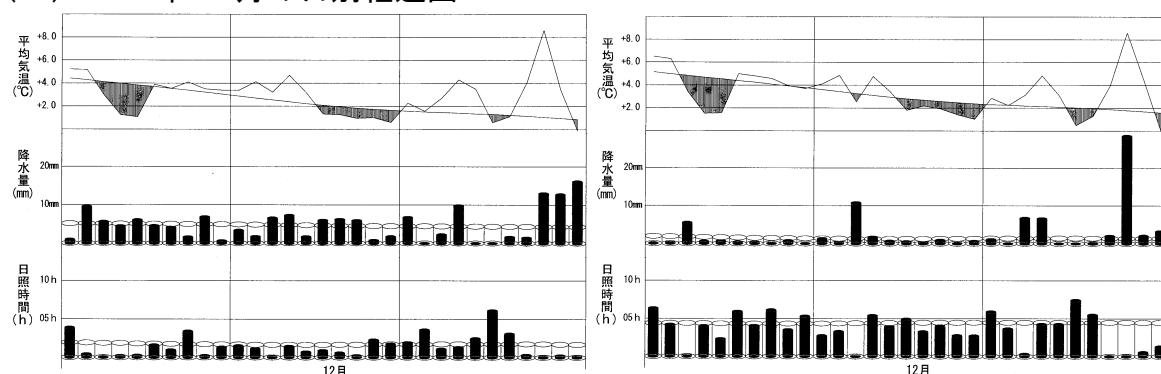 平均気温(℃)
+8.0
+6.0
+4.0
+2.0
降水量(mm)
20mm
10mm
日照時間(h)
10h
05h
12月
平均気温(℃)
+8.0
+6.0
+4.0
+2.0
降水量(mm)
20mm
10mm
日照時間(h)
10h
05h
12月